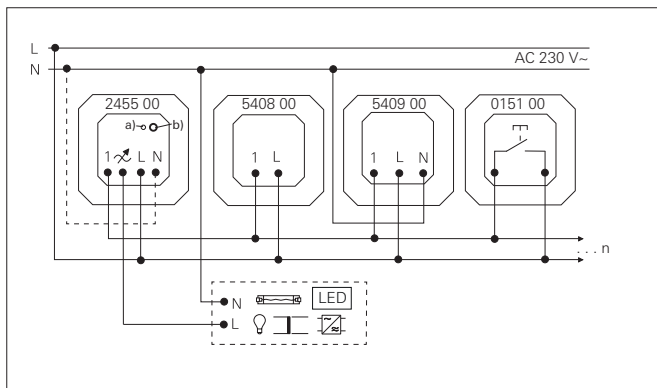 L
AC 230 V~
N
2455 00 5408 00 5409 00 0151 00
a) b)
1 L N 1 L 1 L N
. . . n
N LED
L